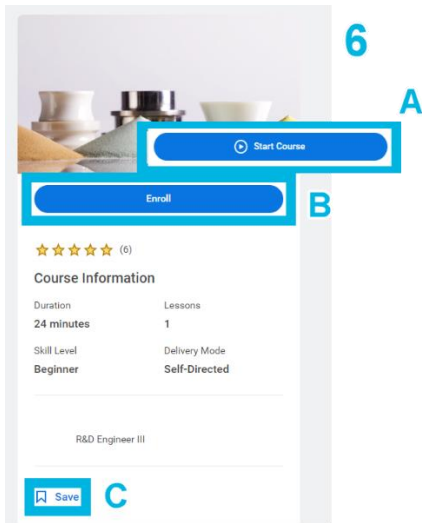 6
A
Start Course
Enroll
B
(6)
Course Information
Duration Lessons
24 minutes 1
Skill Level Delivery Mode
Beginner Self-Directed
R&D Engineer III
Save
C